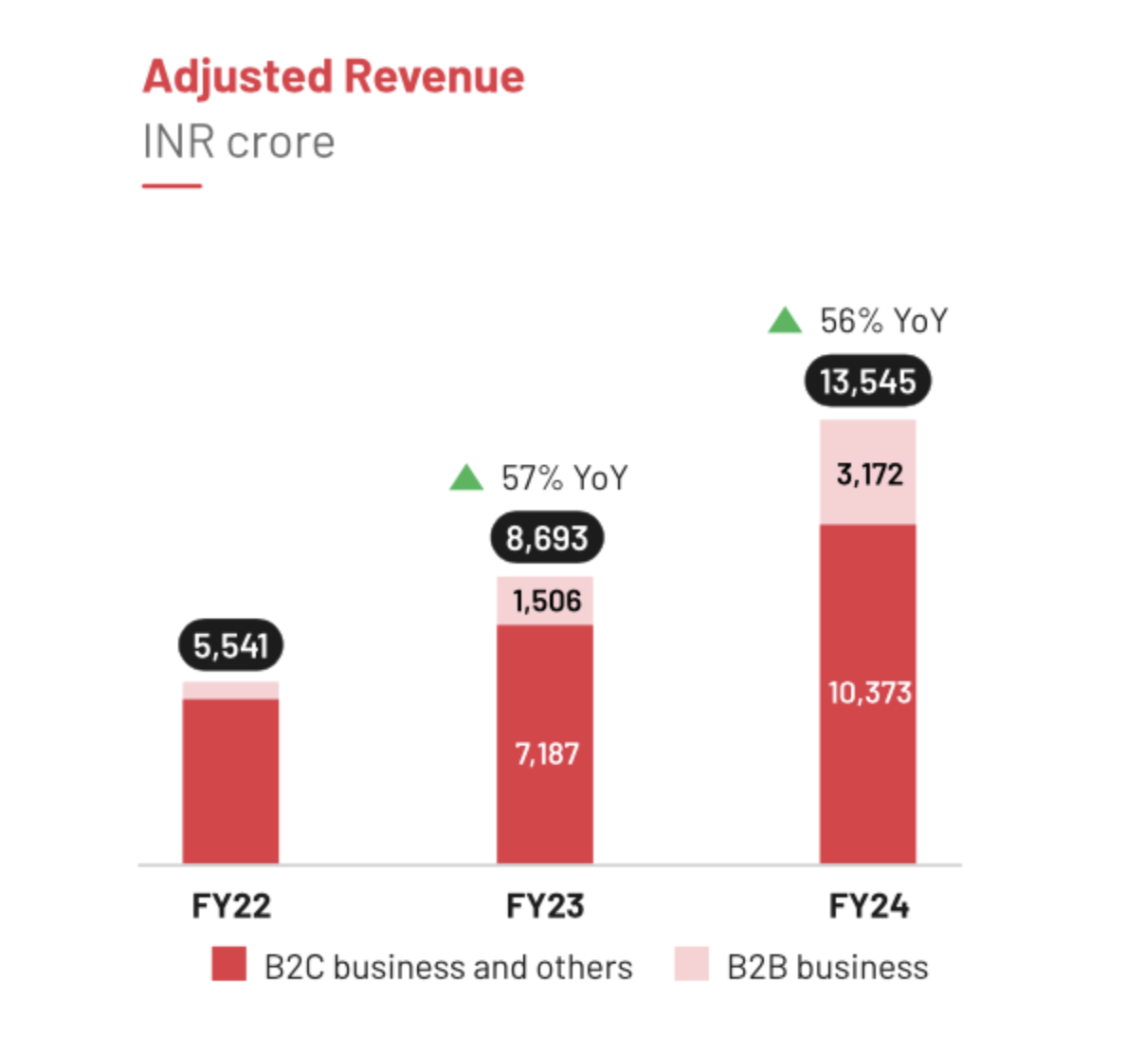 Adjusted Revenue
INR crore
▲ 56% YoY
13,545
3,172
▲ 57% YoY
8,693
1,506
5,541
10,373
7,187
FY22 FY23 FY24
B2C business and others B2B business